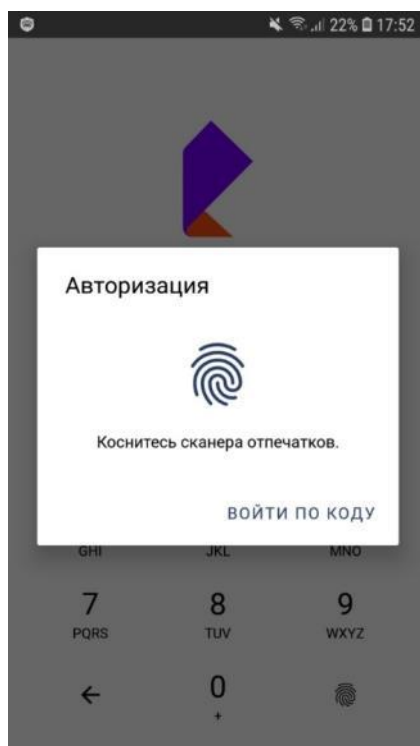 22% 17:52
Авторизация
Коснитесь сканера отпечатков.
ВОЙТИ ПО КОДУ
GHI JKL MNO
7 8 9
PQRS TUV WXYZ
0
+